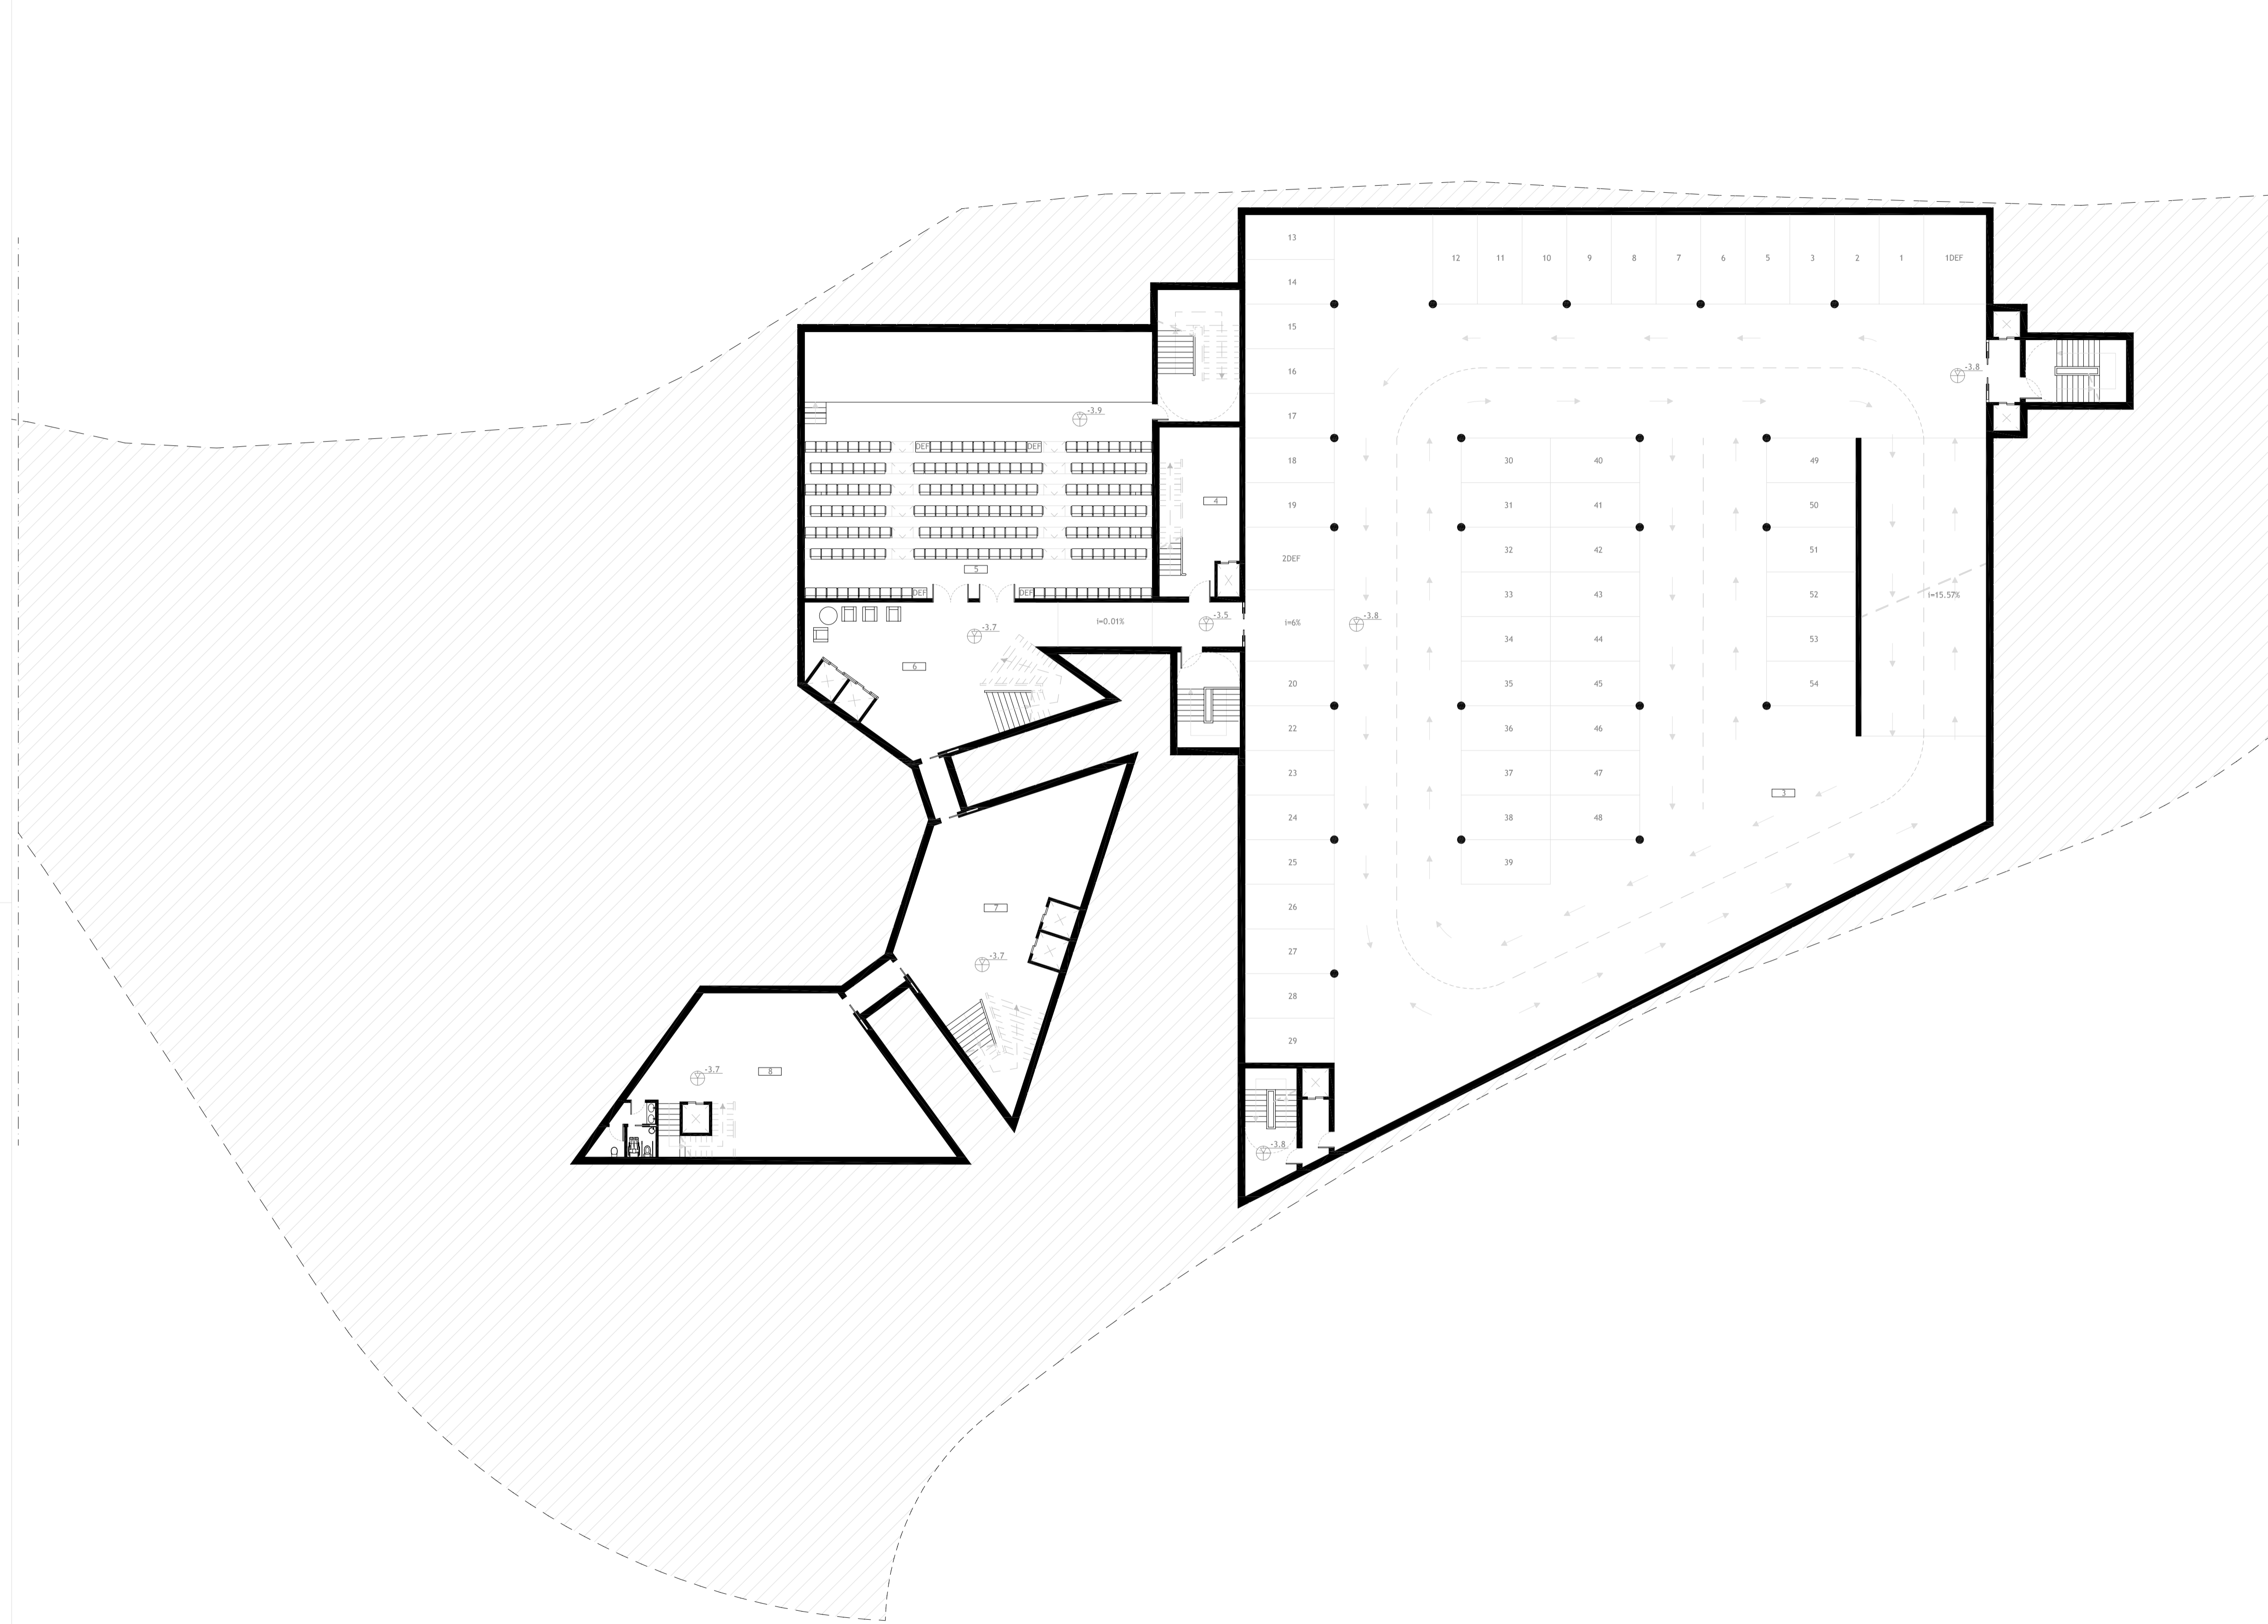 13
12 11 10 9 8 7 6 5 3 2 1 1DEF
14
15
16
-3.8
17
-3.9
DEF DEF
18 30 40 49
4
19 31 41 50
2DEF 32 42 51
5
DEF DEF
33 43 52 i=15.57%
-3.7 i=0.01% -3.5 i=6% -3.8
34 44 53
6
20 35 45 54
22 36 46
23 37 47
3
24 38 48
25 39
26
7
27
-3.7
28
29
-3.7 8
-3.8